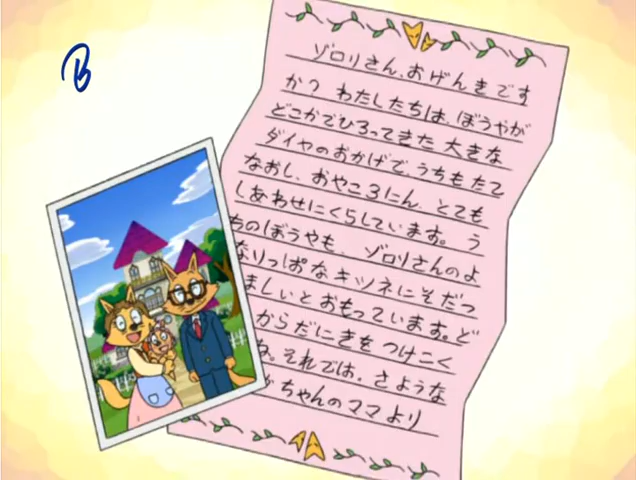 B
ゾロリさん、おげんきです
かつ わたしたちは、ぼうやが
どこかでひろってきた 大きな
ダイヤのおかげで、うちもたて
なおし、おやこ3にん、とても
しあわせにくらしています。う
ちのぼうやも、 ゾロリさんのよ
なりっぱなキツネにそだつ
ましいとおもっています。ど
からだにきをつけこく
ね。それでは、さような
ちゃんのママより